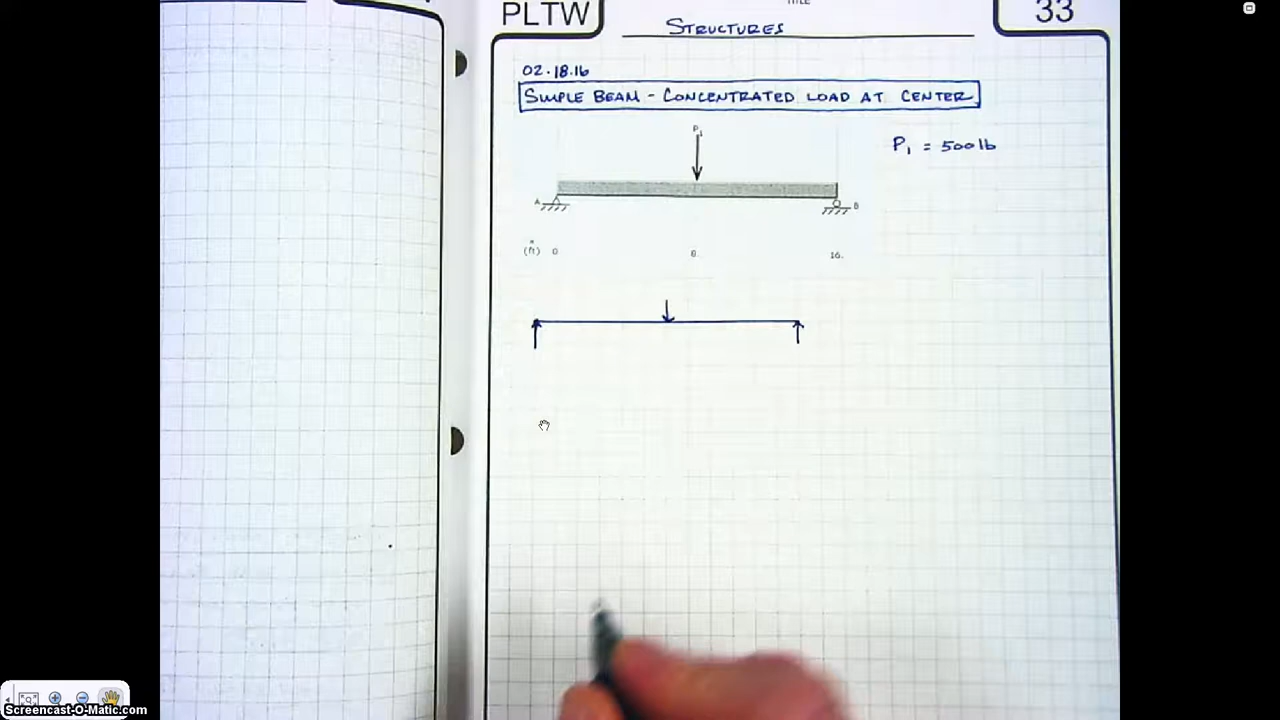 PLTW
TITLE
33
STRUCTURES
02.18.16
SIMPLE BEAM - CONCENTRATED LOAD AT CENTER
P₁
P₁ = 500 lb
A
B
x
(ft) 0. 8. 16.
Screencast-O-Matic.com